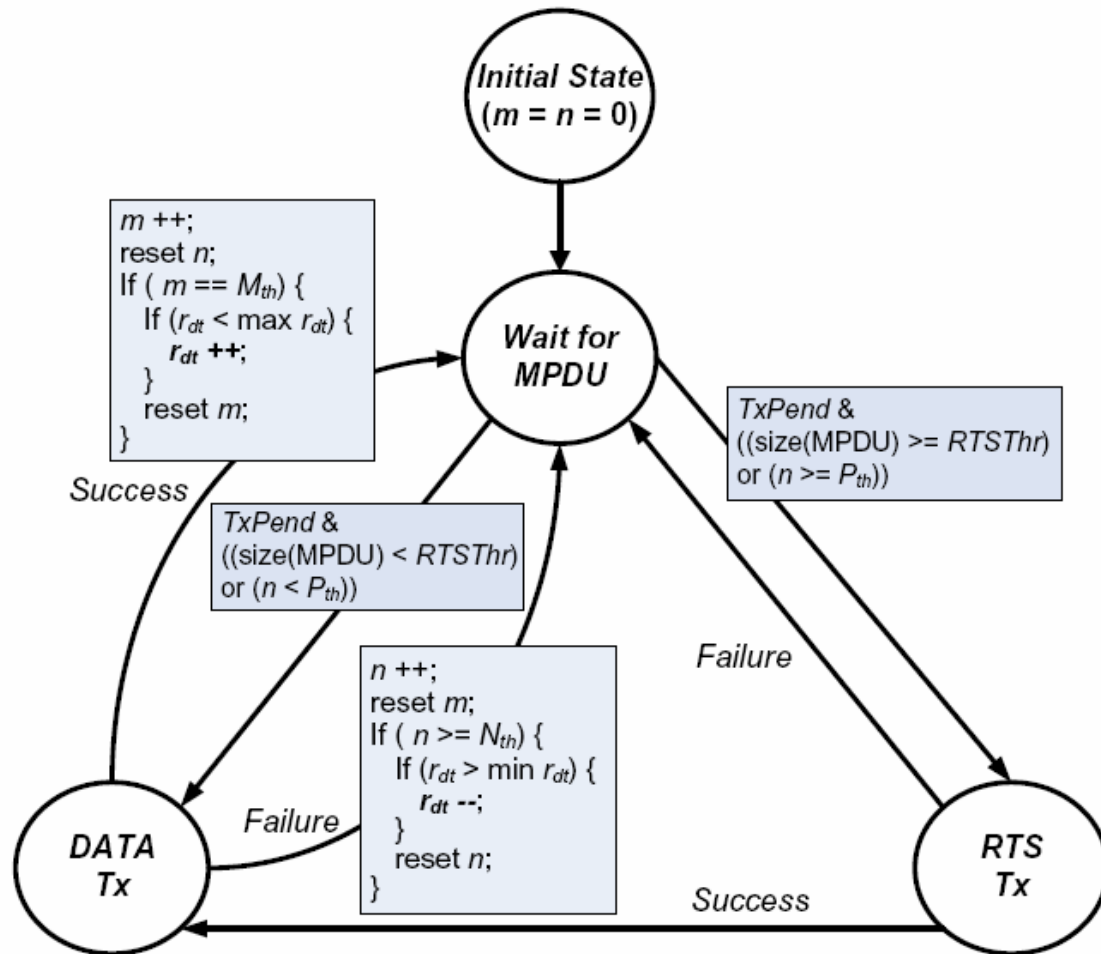 Initial State
(m = n = 0)
m ++;
reset n;
If ( m == Mth) {
If (rdt < max rdt) {
rdt ++;
}
reset m;
}
Wait for
MPDU
TxPend &
((size(MPDU) >= RTSThr)
or (n >= Pth))
Success
TxPend &
((size(MPDU) < RTSThr)
or (n < Pth))
Failure
n ++;
reset m;
If ( n >= Nth) {
If (rdt > min rdt) {
rdt --;
}
reset n;
}
Failure
DATA
Tx
RTS
Tx
Success